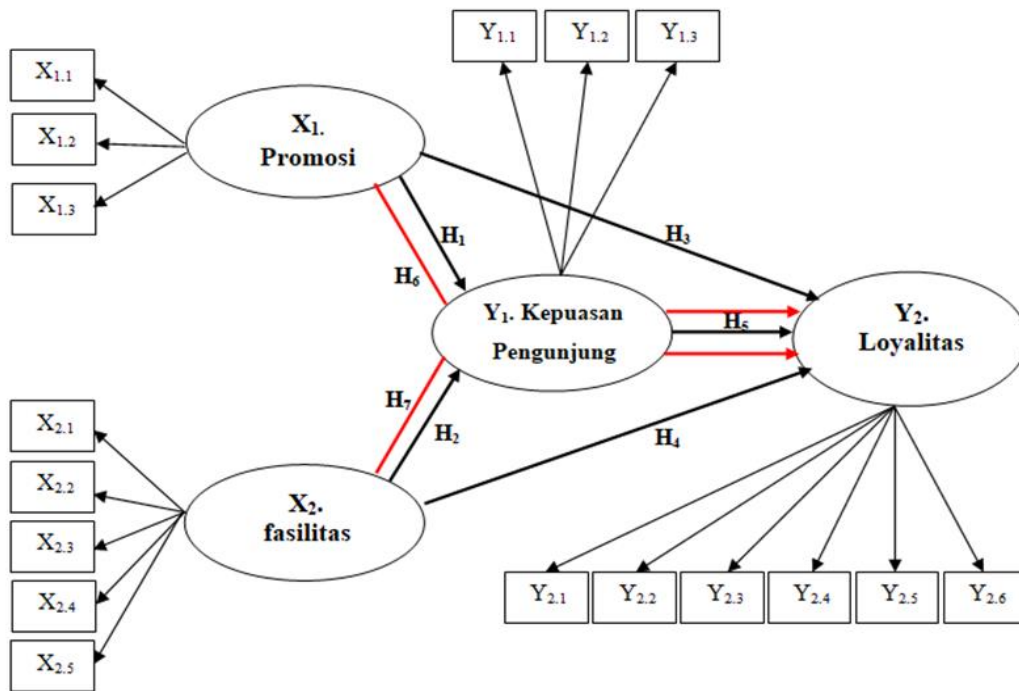 Y1.1
Y1.2
Y1.3
X1.1
X1.2
X1.3
X1.
Promosi
H1
H3
H6
Y1. Kepuasan
Pengunjung
H5
Y2.
Loyalitas
H7
H2
H4
X2.1
X2.2
X2.3
X2.4
X2.5
X2.
fasilitas
Y2.1
Y2.2
Y2.3
Y2.4
Y2.5
Y2.6